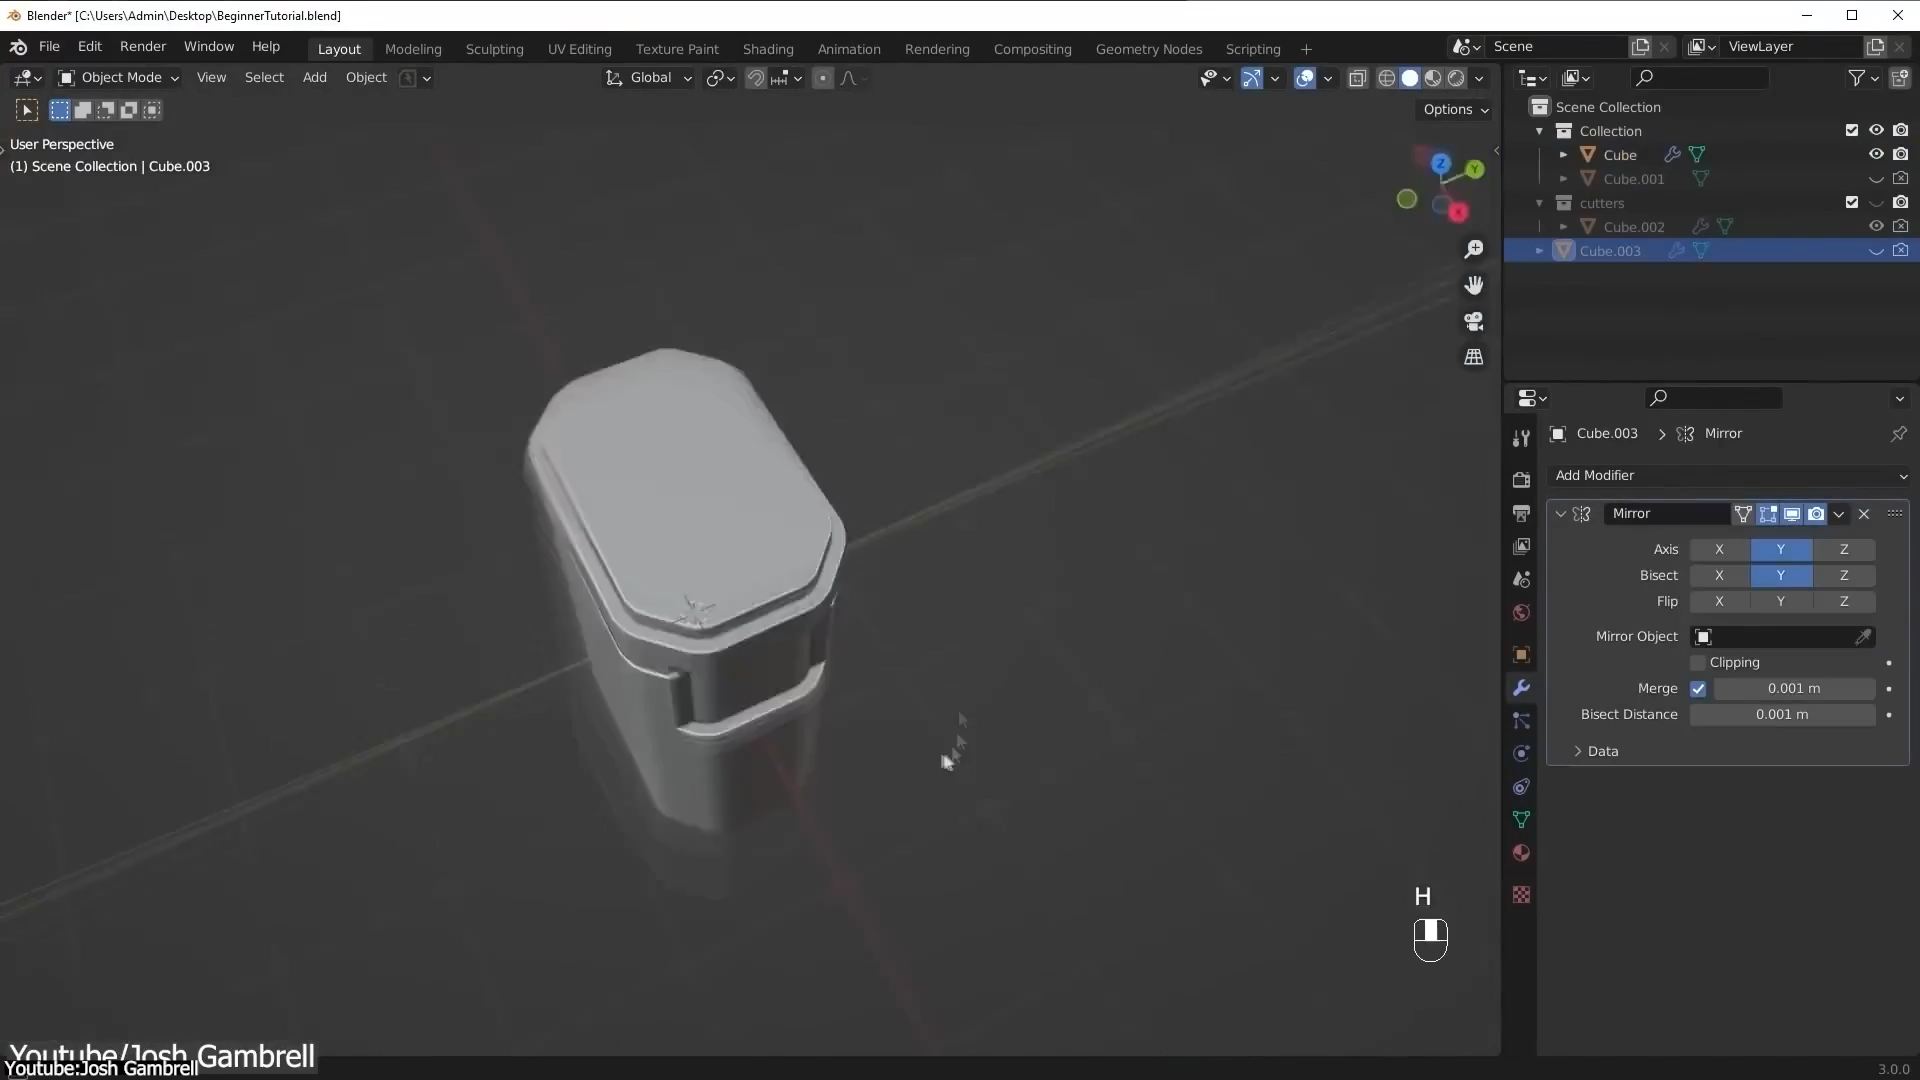 Blender* [C:\Users\Admin\Desktop\BeginnerTutorial.blend]
File Edit Render Window Help Layout Modeling Sculpting UV Editing Texture Paint Shading Animation Rendering Compositing Geometry Nodes Scripting + Scene ViewLayer
Object Mode View Select Add Object Global
Options
User Perspective
(1) Scene Collection | Cube.003
Z
Y
X
Scene Collection
Collection
Cube
Cube.001
cutters
Cube.002
Cube.003
Cube.003 > Mirror
Add Modifier
Mirror
Axis X Y Z
Bisect X Y Z
Flip X Y Z
Mirror Object
Clipping
Merge 0.001 m
Bisect Distance 0.001 m
Data
H
Youtube/Josh Gambrell
Youtube:Josh Gambrell
3.0.0